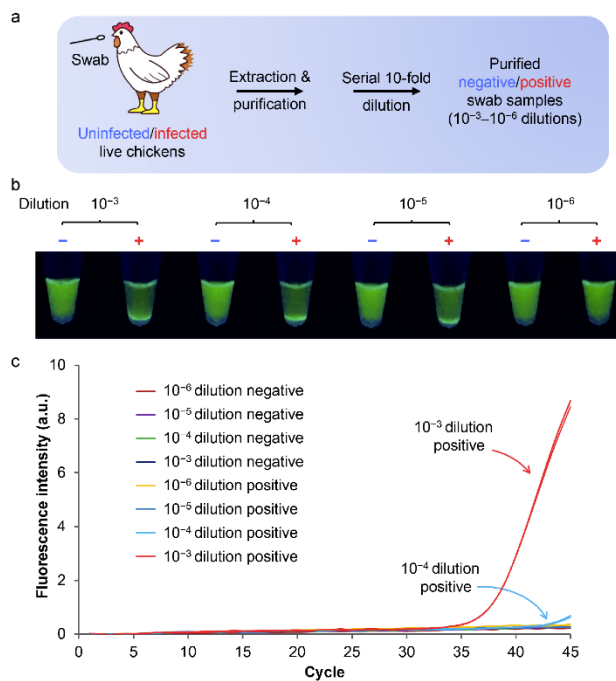 a
Swab
Uninfected/infected
live chickens
Extraction &
purification
Serial 10-fold
dilution
Purified
negative/positive
swab samples
(10⁻³–10⁻⁶ dilutions)
b
Dilution 10⁻³ 10⁻⁴ 10⁻⁵ 10⁻⁶
− + − + − + − +
c
Fluorescence intensity (a.u.)
10
8
6
4
2
0
10⁻⁶ dilution negative
10⁻⁵ dilution negative
10⁻⁴ dilution negative
10⁻³ dilution negative
10⁻⁶ dilution positive
10⁻⁵ dilution positive
10⁻⁴ dilution positive
10⁻³ dilution positive
10⁻³ dilution
positive
10⁻⁴ dilution
positive
0 5 10 15 20 25 30 35 40 45
Cycle